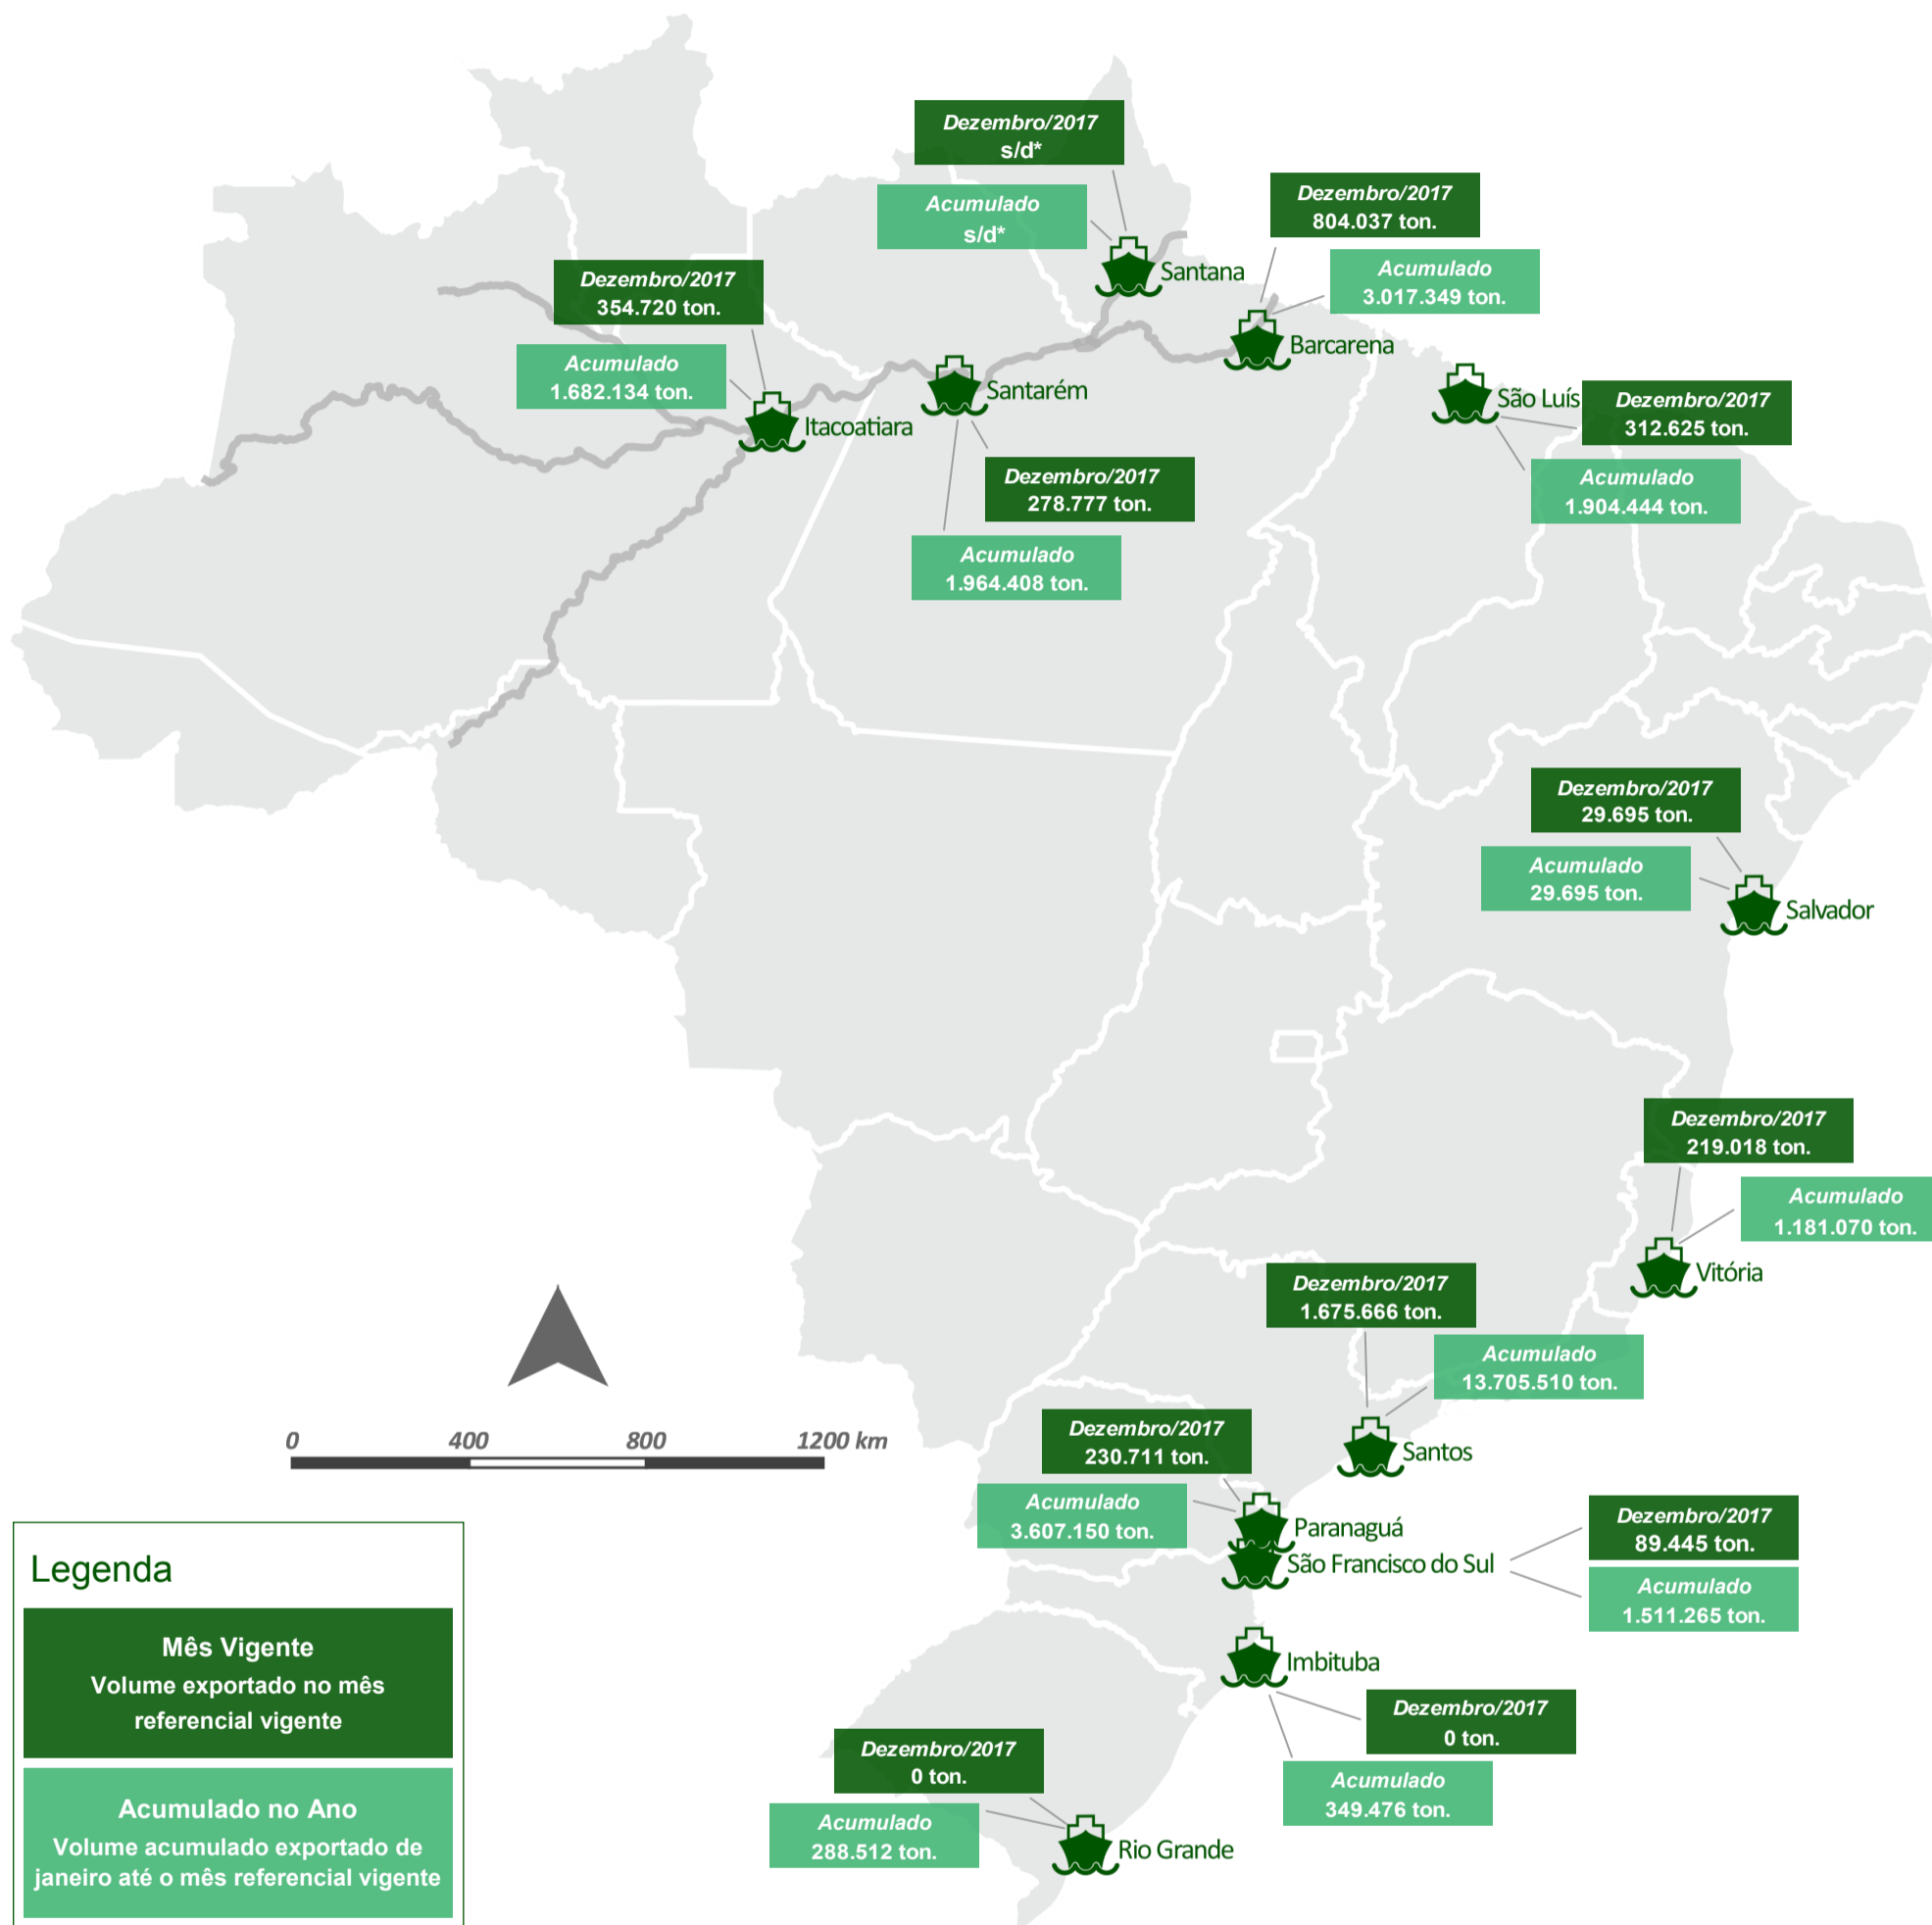 Dezembro/2017
s/d*
Acumulado
s/d*
Santana
Dezembro/2017
804.037 ton.
Acumulado
3.017.349 ton.
Barcarena
Dezembro/2017
354.720 ton.
Acumulado
1.682.134 ton.
Itacoatiara
Santarém
Dezembro/2017
278.777 ton.
Acumulado
1.964.408 ton.
São Luís
Dezembro/2017
312.625 ton.
Acumulado
1.904.444 ton.
Dezembro/2017
29.695 ton.
Acumulado
29.695 ton.
Salvador
Dezembro/2017
219.018 ton.
Acumulado
1.181.070 ton.
Vitória
Dezembro/2017
1.675.666 ton.
Acumulado
13.705.510 ton.
Santos
Dezembro/2017
230.711 ton.
Acumulado
3.607.150 ton.
Paranaguá
São Francisco do Sul
Dezembro/2017
89.445 ton.
Acumulado
1.511.265 ton.
Imbituba
Dezembro/2017
0 ton.
Acumulado
349.476 ton.
Dezembro/2017
0 ton.
Acumulado
288.512 ton.
Rio Grande
0 400 800 1200 km
Legenda
Mês Vigente
Volume exportado no mês
referencial vigente
Acumulado no Ano
Volume acumulado exportado de
janeiro até o mês referencial vigente